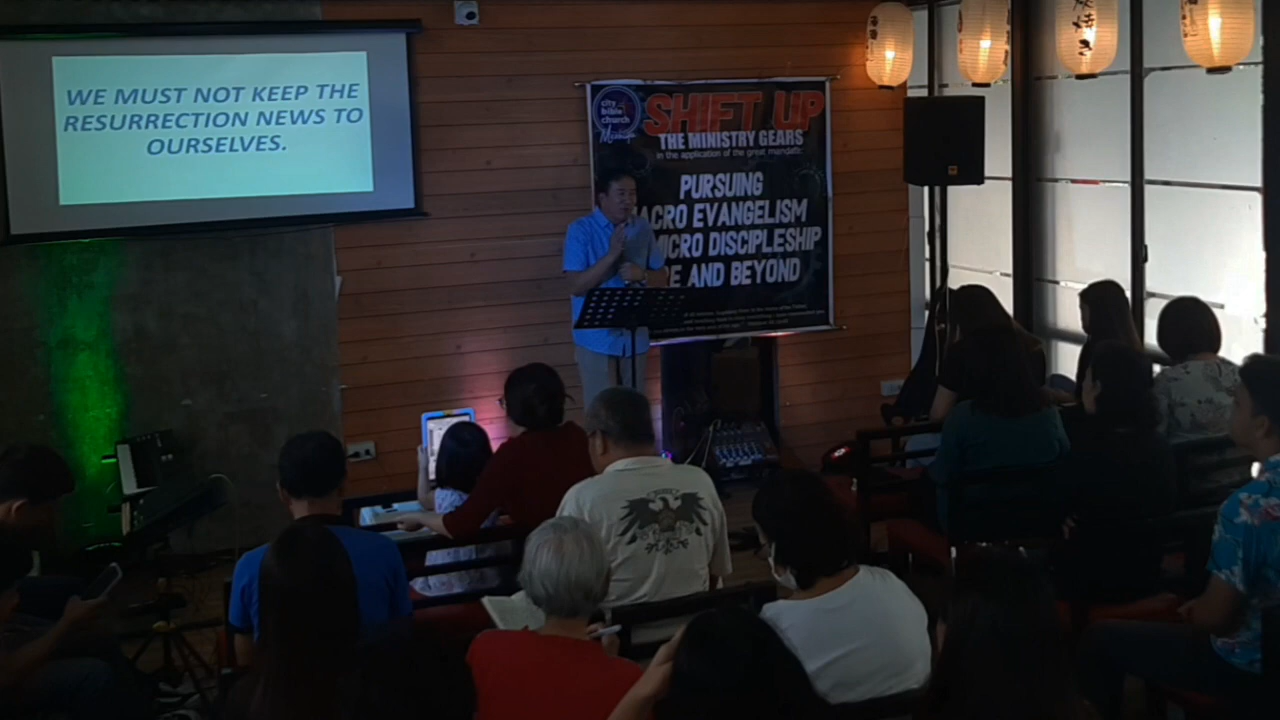 WE MUST NOT KEEP THE
RESURRECTION NEWS TO
OURSELVES.
city
bible
church
SHIFT UP
THE MINISTRY GEARS
in the application of the great mandate:
PURSUING
ACRO EVANGELISM
MICRO DISCIPLESHIP
RE AND BEYOND